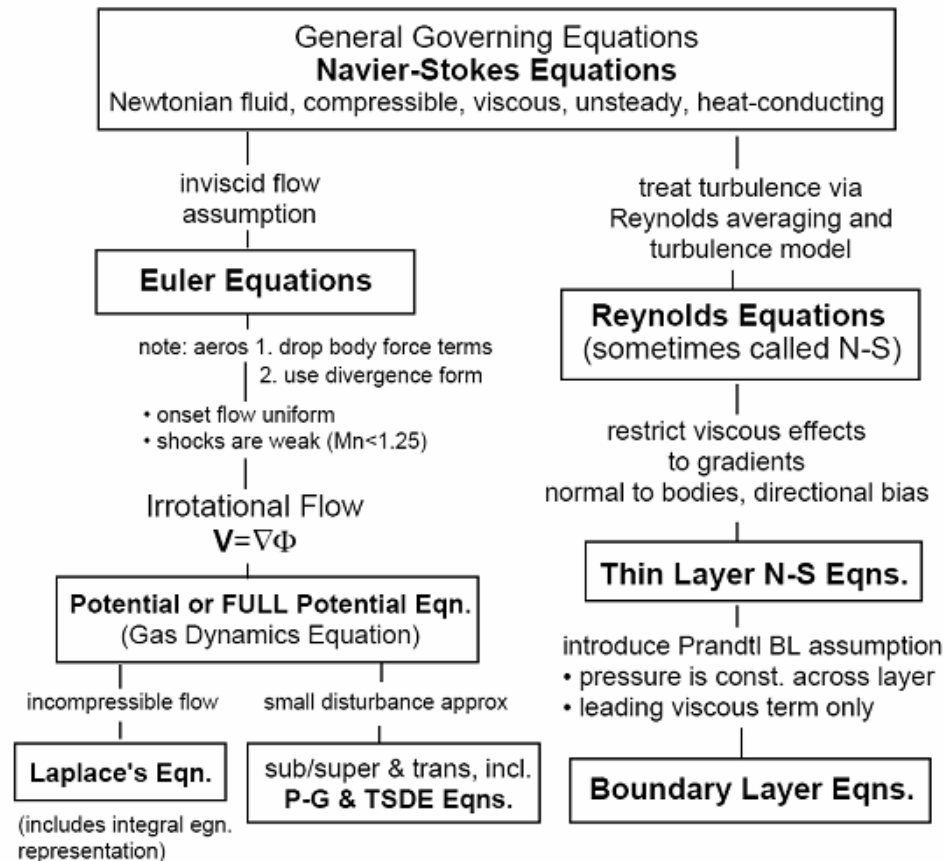 General Governing Equations
Navier-Stokes Equations
Newtonian fluid, compressible, viscous, unsteady, heat-conducting
inviscid flow
assumption
Euler Equations
note: aeros 1. drop body force terms
2. use divergence form
• onset flow uniform
• shocks are weak (Mn<1.25)
Irrotational Flow
V=∇Φ
Potential or FULL Potential Eqn.
(Gas Dynamics Equation)
incompressible flow
Laplace's Eqn.
(includes integral eqn.
representation)
small disturbance approx
sub/super & trans, incl.
P-G & TSDE Eqns.
treat turbulence via
Reynolds averaging and
turbulence model
Reynolds Equations
(sometimes called N-S)
restrict viscous effects
to gradients
normal to bodies, directional bias
Thin Layer N-S Eqns.
introduce Prandtl BL assumption
• pressure is const. across layer
• leading viscous term only
Boundary Layer Eqns.